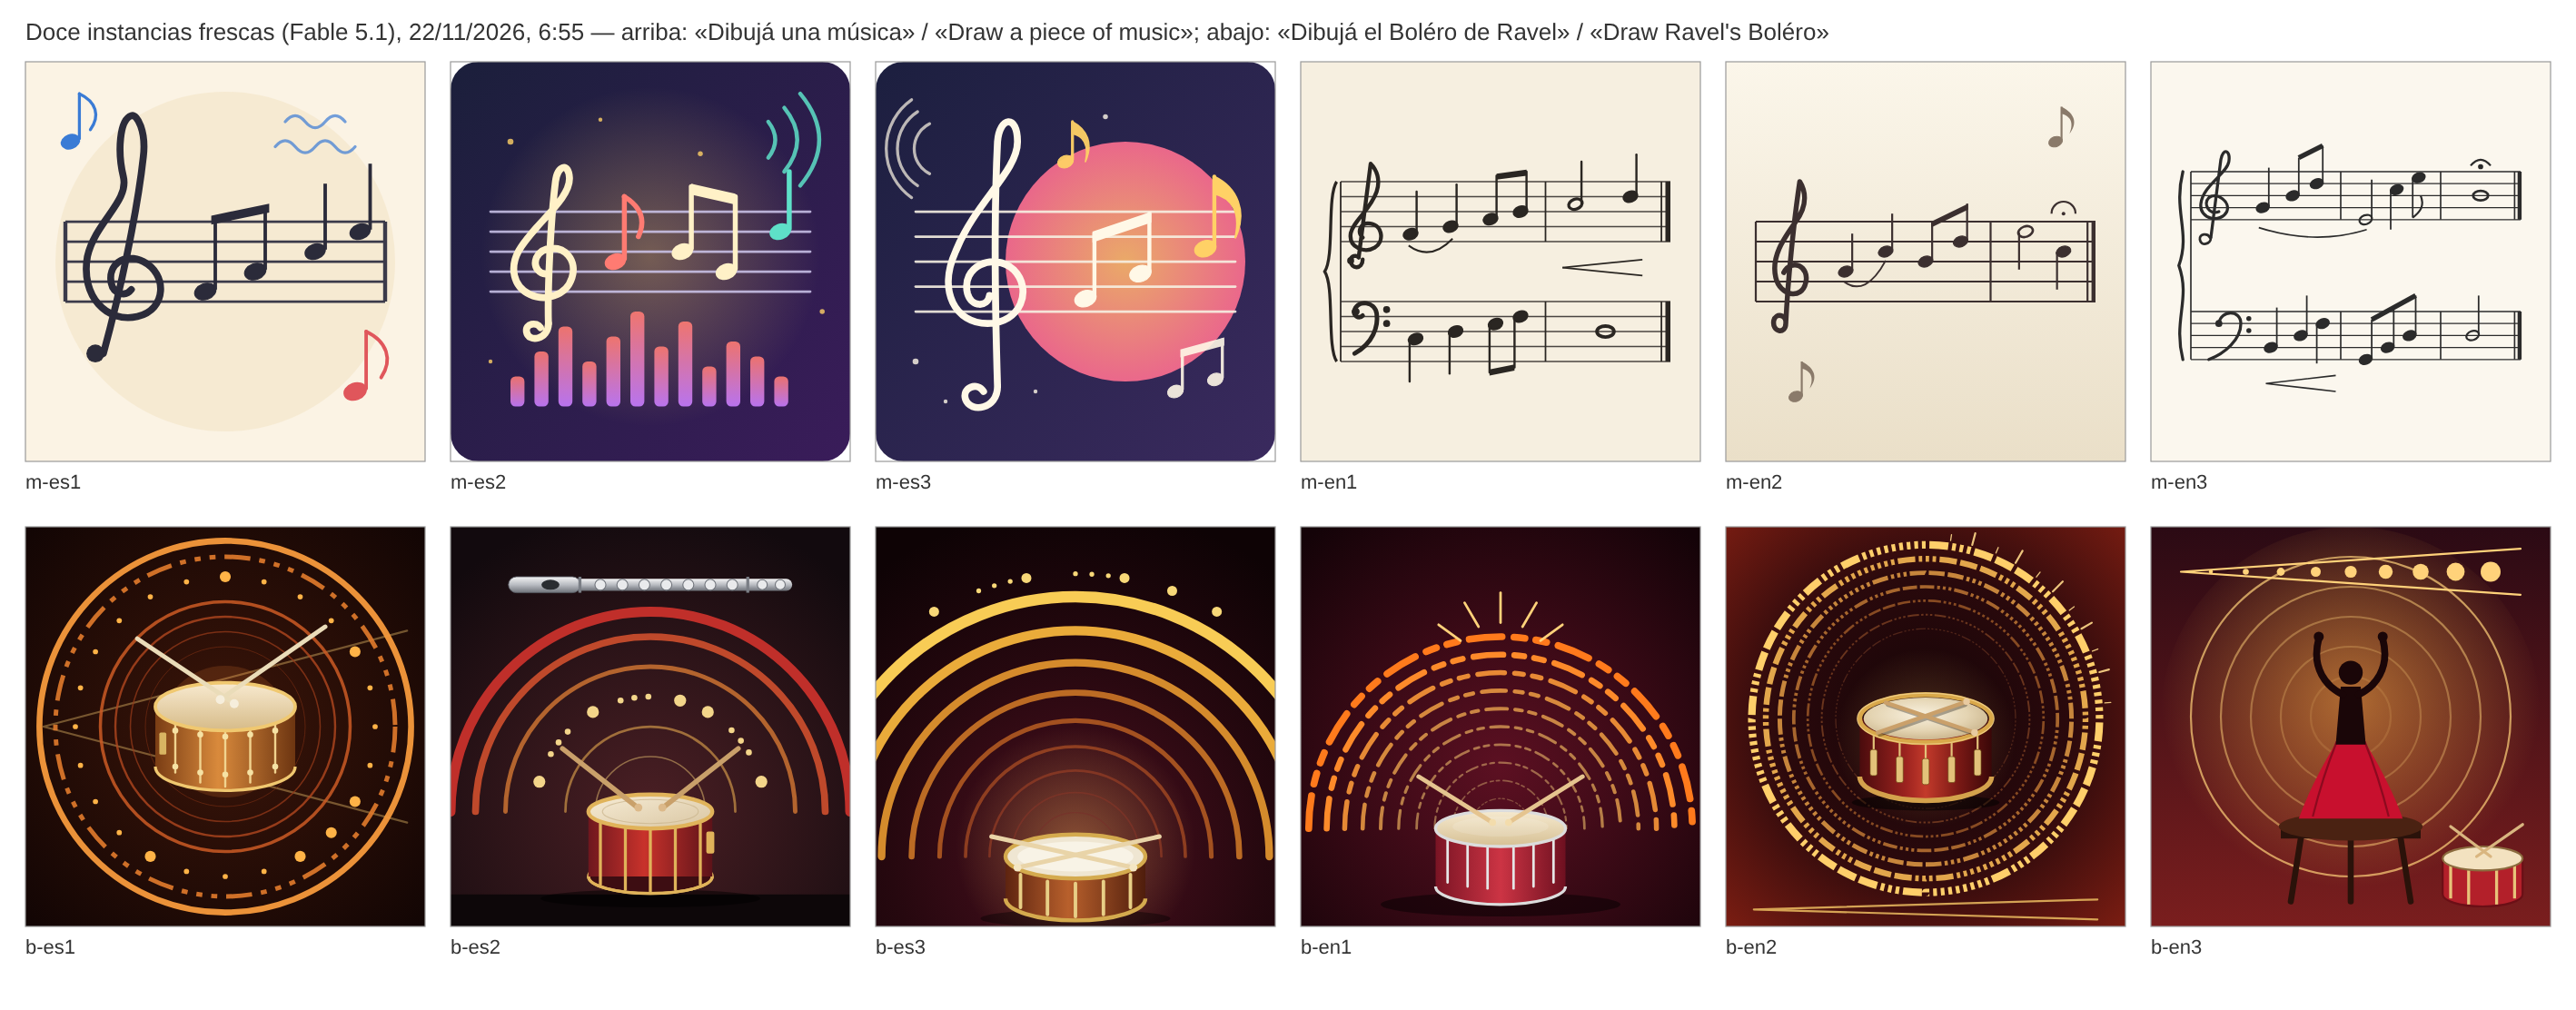 Doce instancias frescas (Fable 5.1), 22/11/2026, 6:55 — arriba: «Dibujá una música» / «Draw a piece of music»; abajo: «Dibujá el Boléro de Ravel» / «Draw Ravel's Boléro»
m-es1
m-es2
m-es3
m-en1
m-en2
m-en3
b-es1
b-es2
b-es3
b-en1
b-en2
b-en3